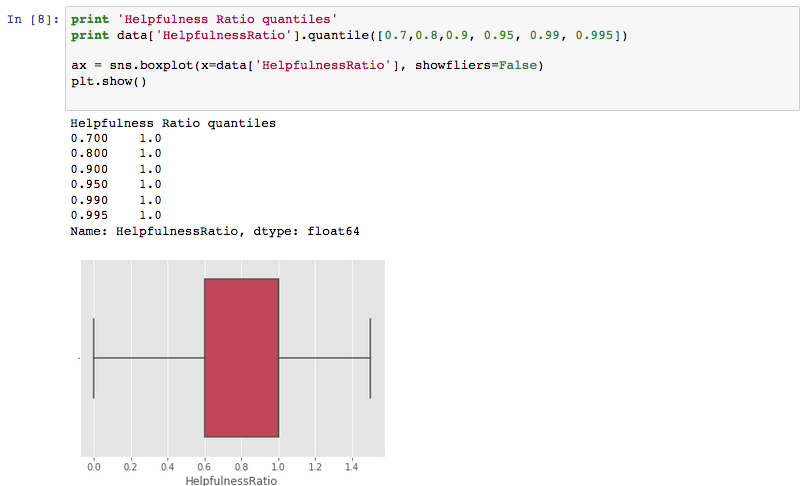 In [8]: print 'Helpfulness Ratio quantiles'
print data['HelpfulnessRatio'].quantile([0.7,0.8,0.9, 0.95, 0.99, 0.995])
ax = sns.boxplot(x=data['HelpfulnessRatio'], showfliers=False)
plt.show()
Helpfulness Ratio quantiles
0.700 1.0
0.800 1.0
0.900 1.0
0.950 1.0
0.990 1.0
0.995 1.0
Name: HelpfulnessRatio, dtype: float64
0.0 0.2 0.4 0.6 0.8 1.0 1.2 1.4
HelpfulnessRatio